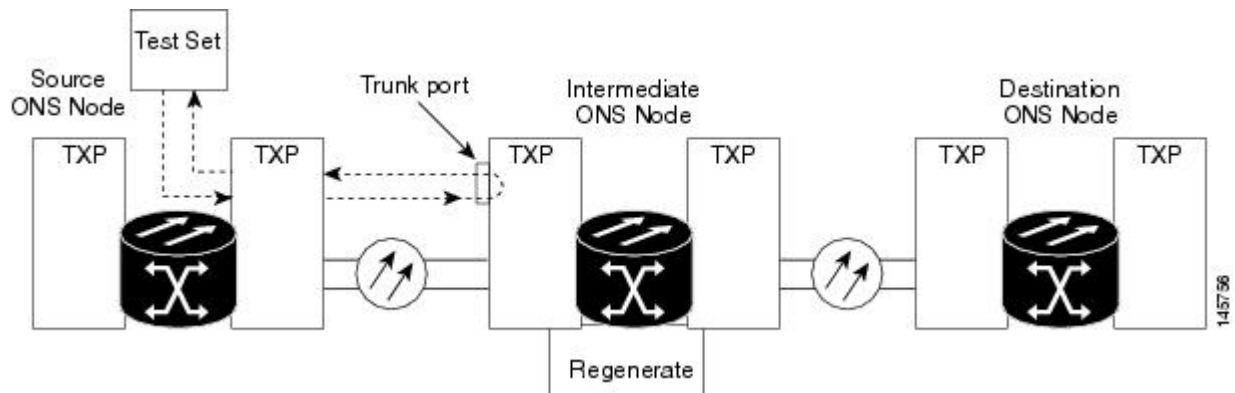 Test Set
Source
ONS Node
Trunk port
Intermediate
ONS Node
Destination
ONS Node
TXP
TXP
TXP
TXP
TXP
TXP
Regenerate
145756